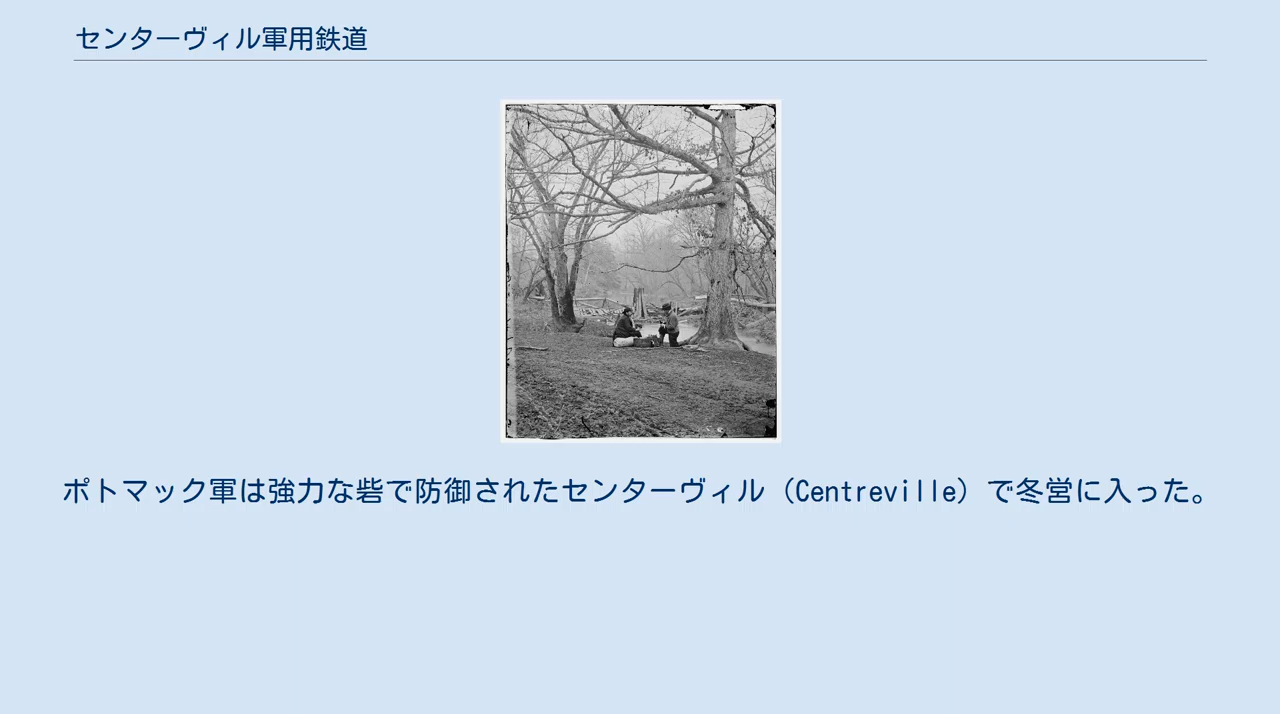 センターヴィル軍用鉄道
ポトマック軍は強力な砦で防御されたセンターヴィル（Centreville）で冬営に入った。